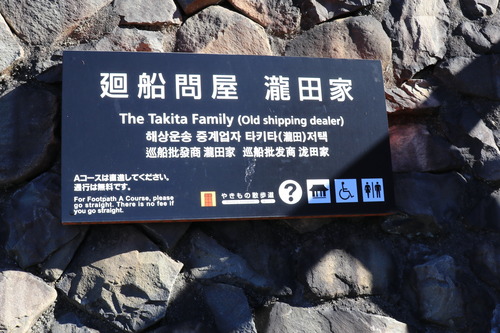 廻船問屋 瀧田家
The Takita Family (Old shipping dealer)
해상운송 중계업자 타키타(瀧田)저택
巡船批發商 瀧田家 巡船批发商 泷田家
Aコースは直進してください。
通行は無料です。
For Footpath A Course, please
go straight. There is no fee if
you go straight.
やきもの散歩道
?